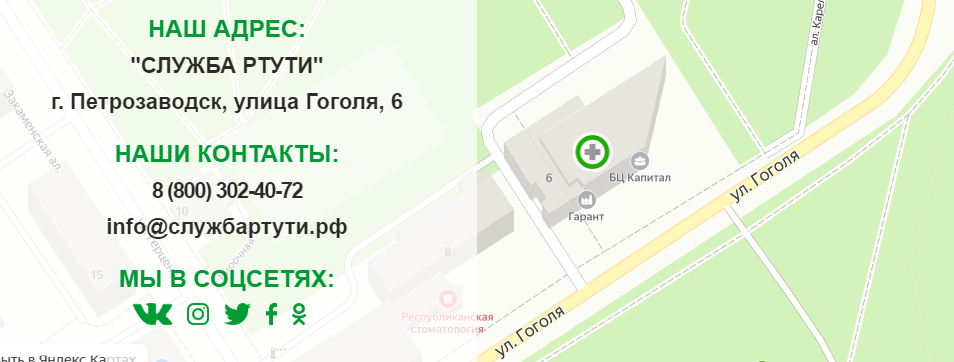 НАШ АДРЕС:
"СЛУЖБА РТУТИ"
г. Петрозаводск, улица Гоголя, 6
НАШИ КОНТАКТЫ:
8 (800) 302-40-72
info@службартути.рф
МЫ В СОЦСЕТЯХ:
Закаменская ал.
10
15
8
Республиканская
стоматология
ыть в Яндекс.Картах
6
БЦ Капитал
Гарант
ул. Гоголя
ул. Гоголя
ал. Карел